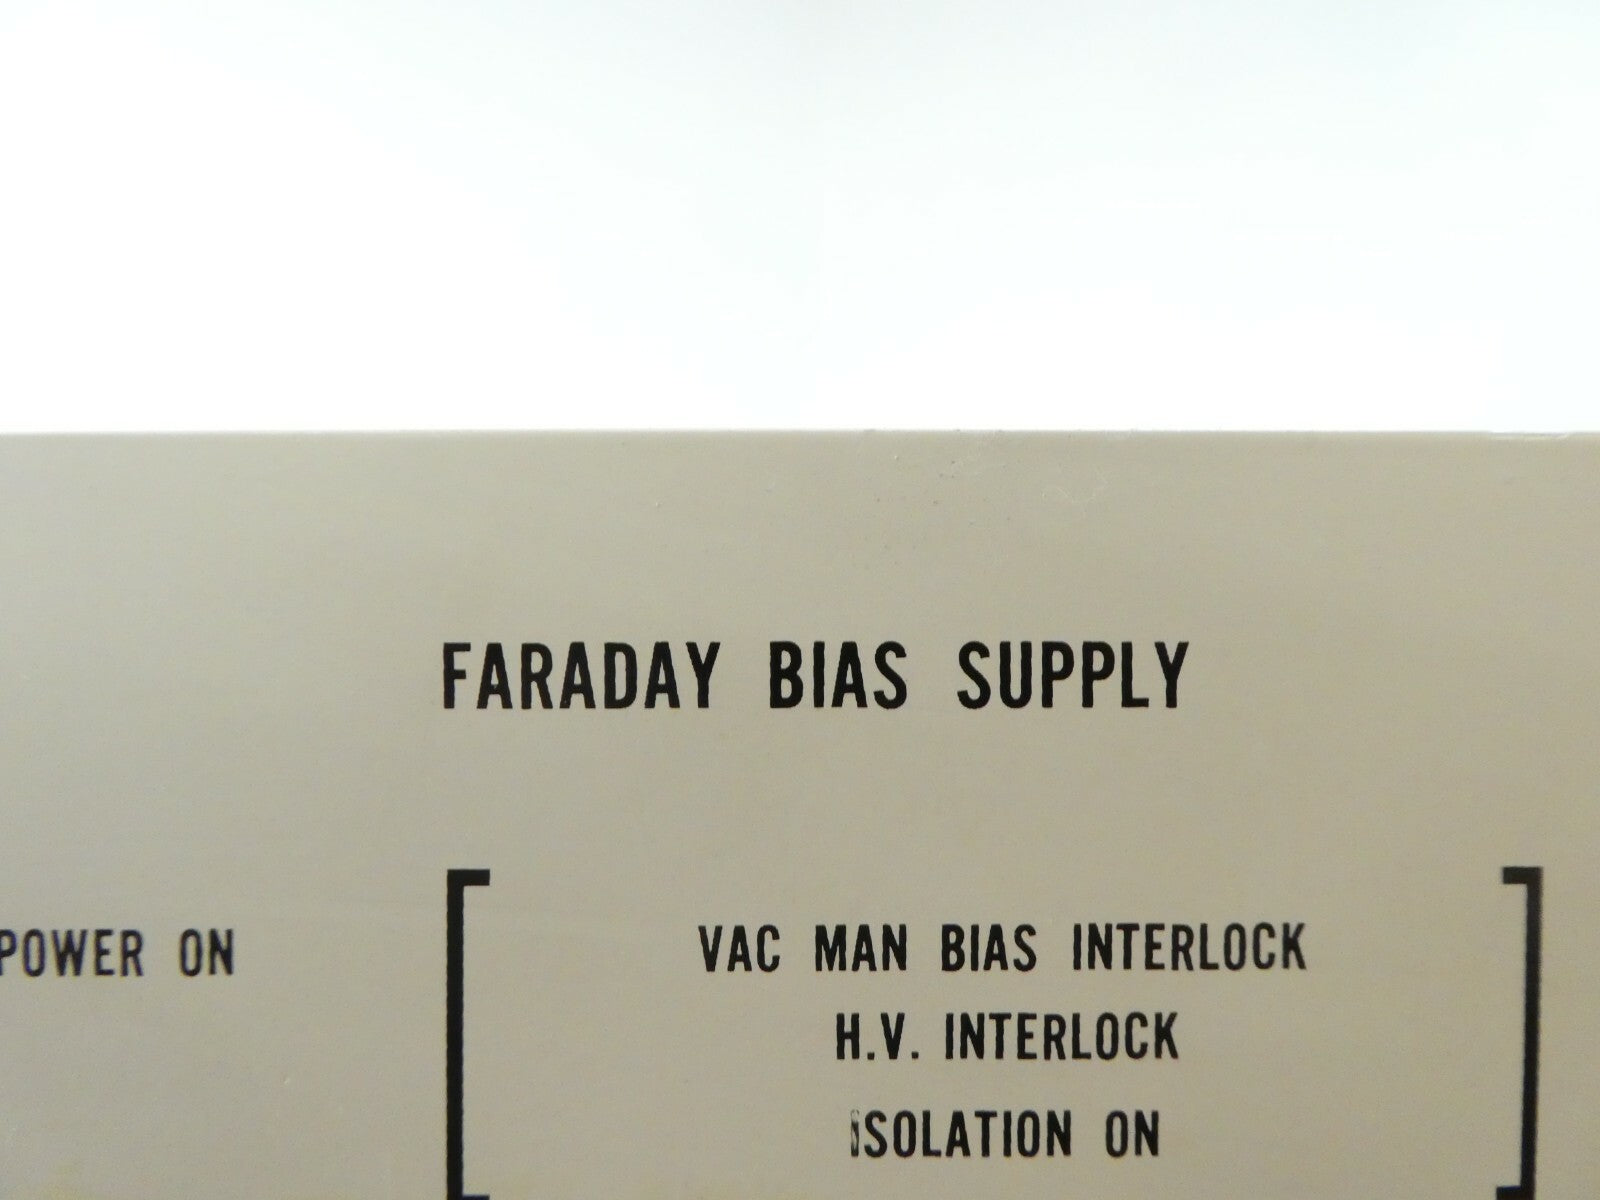 FARADAY BIAS SUPPLY
POWER ON
VAC MAN BIAS INTERLOCK
H.V. INTERLOCK
ISOLATION ON